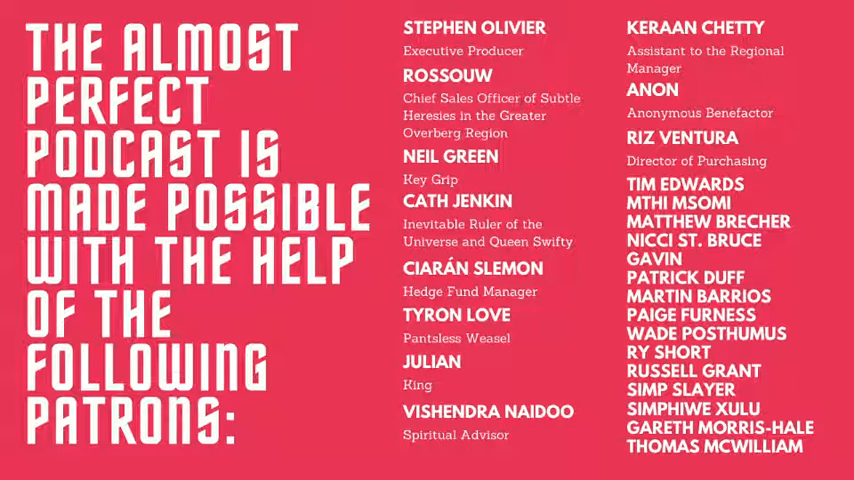 THE ALMOST
PERFECT
PODCAST IS
MADE POSSIBLE
WITH THE HELP
OF THE
FOLLOWING
PATRONS:
STEPHEN OLIVIER
Executive Producer
ROSSOUW
Chief Sales Officer of Subtle
Heresies in the Greater
Overberg Region
NEIL GREEN
Key Grip
CATH JENKIN
Inevitable Ruler of the
Universe and Queen Swifty
CIARÁN SLEMON
Hedge Fund Manager
TYRON LOVE
Pantsless Weasel
JULIAN
King
VISHENDRA NAIDOO
Spiritual Advisor
KERAAN CHETTY
Assistant to the Regional
Manager
ANON
Anonymous Benefactor
RIZ VENTURA
Director of Purchasing
TIM EDWARDS
MTHI MSOMI
MATTHEW BRECHER
NICCI ST. BRUCE
GAVIN
PATRICK DUFF
MARTIN BARRIOS
PAIGE FURNESS
WADE POSTHUMUS
RY SHORT
RUSSELL GRANT
SIMP SLAYER
SIMPHIWE XULU
GARETH MORRIS-HALE
THOMAS MCWILLIAM